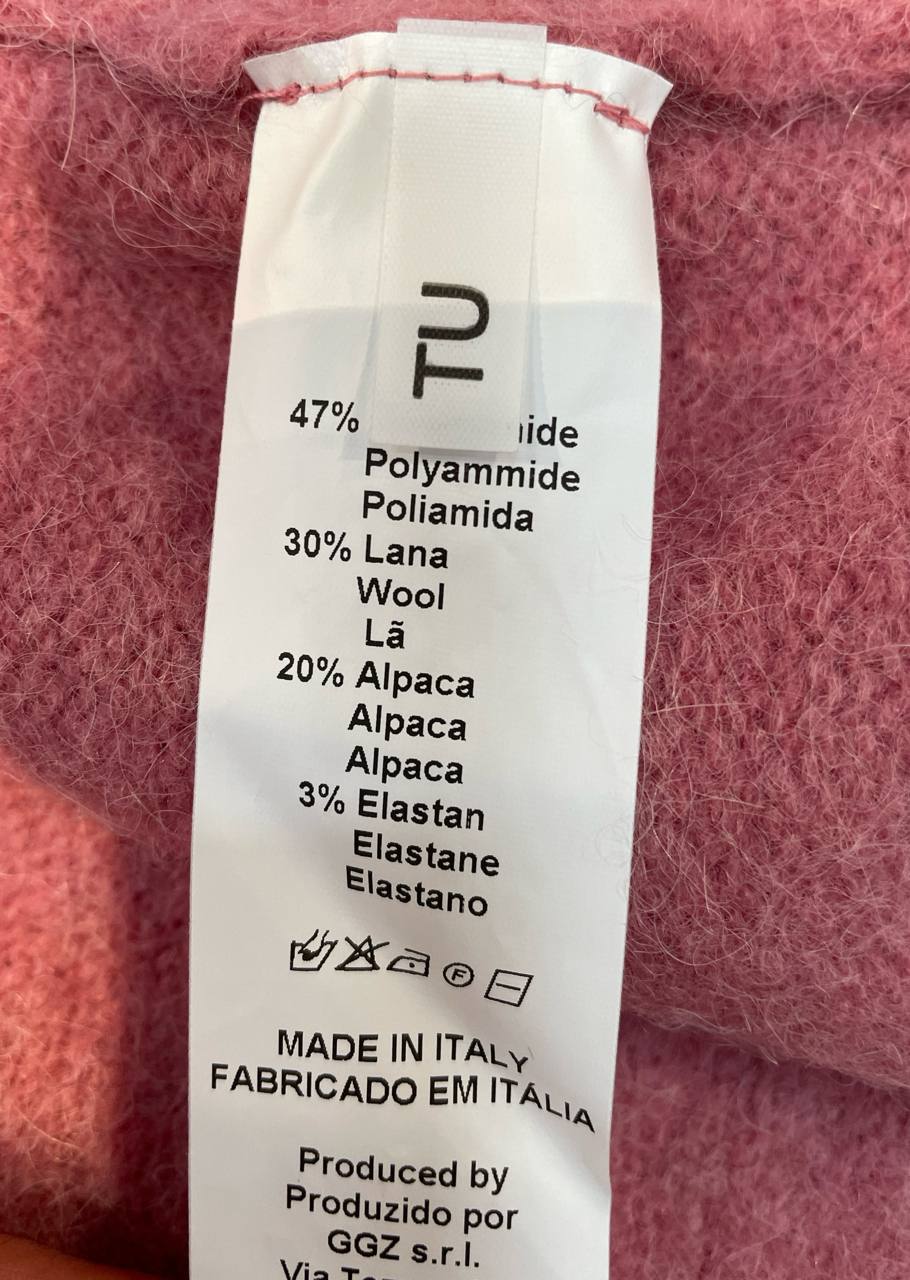 TU
47%
Polyammide
Poliamida
30% Lana
Wool
Lã
20% Alpaca
Alpaca
Alpaca
3% Elastan
Elastane
Elastano
F
MADE IN ITALY
FABRICADO EM ITÁLIA
Produced by
Produzido por
GGZ s.r.l.
Via